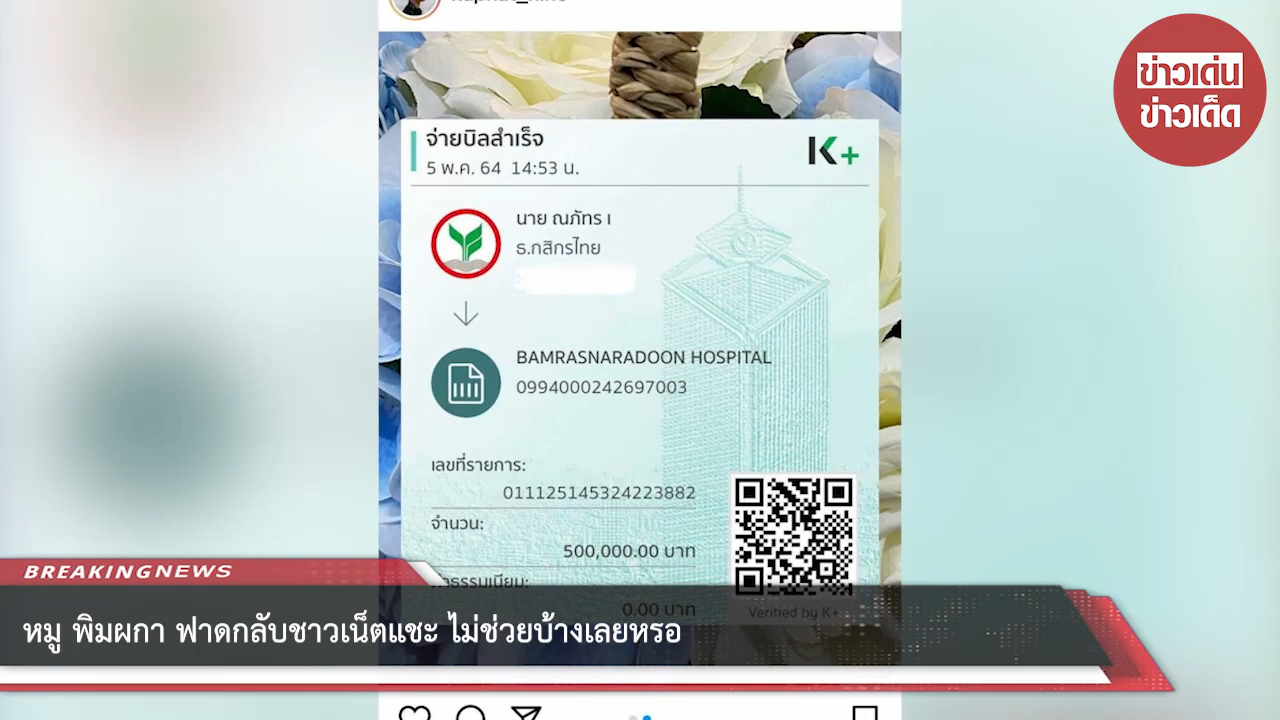 ข่าวเด่น
ข่าวเด็ด
จ่ายบิลสำเร็จ
5 พ.ค. 64 14:53 น.
K+
นาย ณภัทร เ
ธ.กสิกรไทย
BAMRASNARADOON HOSPITAL
0994000242697003
เลขที่รายการ:
011125145324223882
จำนวน:
500,000.00 บาท
0.00 บาท
Verified by K+
BREAKINGNEWS
หมู พิมผกา ฟาดกลับชาวเน็ตแซะ ไม่ช่วยบ้างเลยหรอ